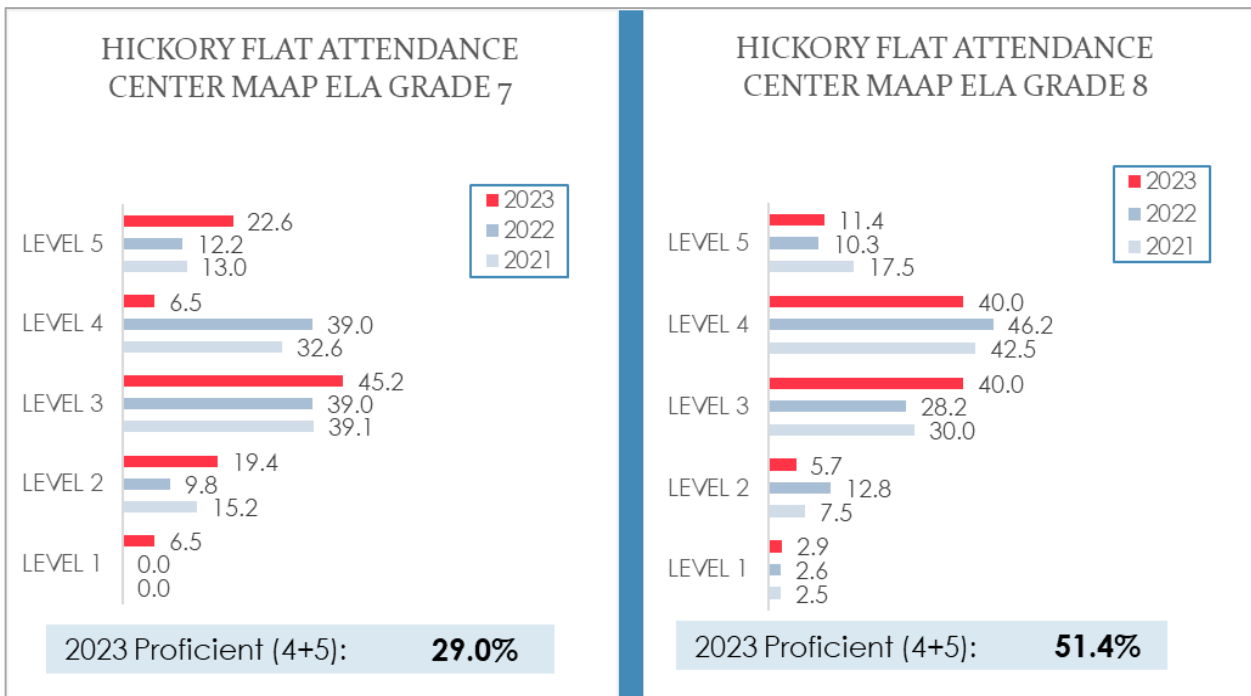 HICKORY FLAT ATTENDANCE
CENTER MAAP ELA GRADE 7
2023
2022
2021
LEVEL 5
22.6
12.2
13.0
LEVEL 4
6.5
39.0
32.6
LEVEL 3
45.2
39.0
39.1
LEVEL 2
19.4
9.8
15.2
LEVEL 1
6.5
0.0
0.0
2023 Proficient (4+5): 29.0%
HICKORY FLAT ATTENDANCE
CENTER MAAP ELA GRADE 8
2023
2022
2021
LEVEL 5
11.4
10.3
17.5
LEVEL 4
40.0
46.2
42.5
LEVEL 3
40.0
28.2
30.0
LEVEL 2
5.7
12.8
7.5
LEVEL 1
2.9
2.6
2.5
2023 Proficient (4+5): 51.4%